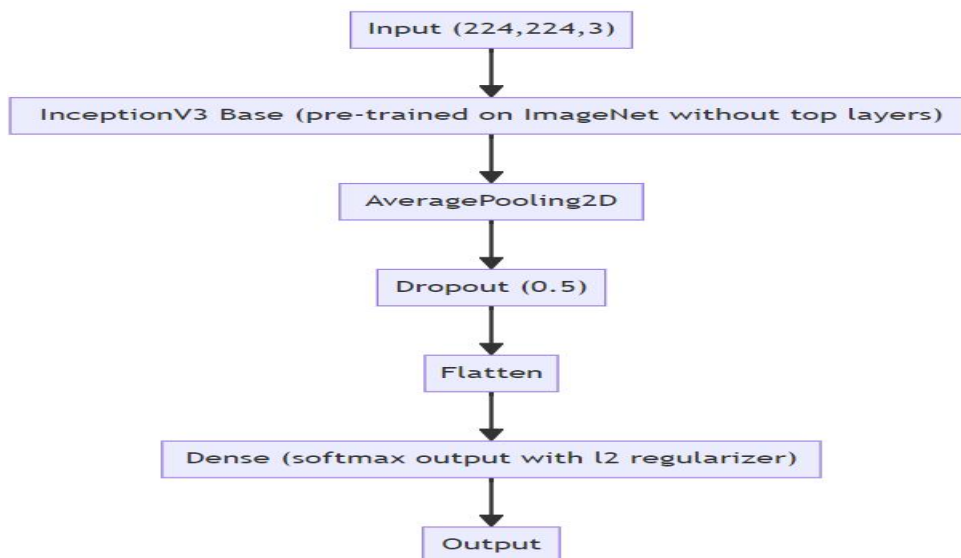 Input (224,224,3)
InceptionV3 Base (pre-trained on ImageNet without top layers)
AveragePooling2D
Dropout (0.5)
Flatten
Dense (softmax output with l2 regularizer)
Output